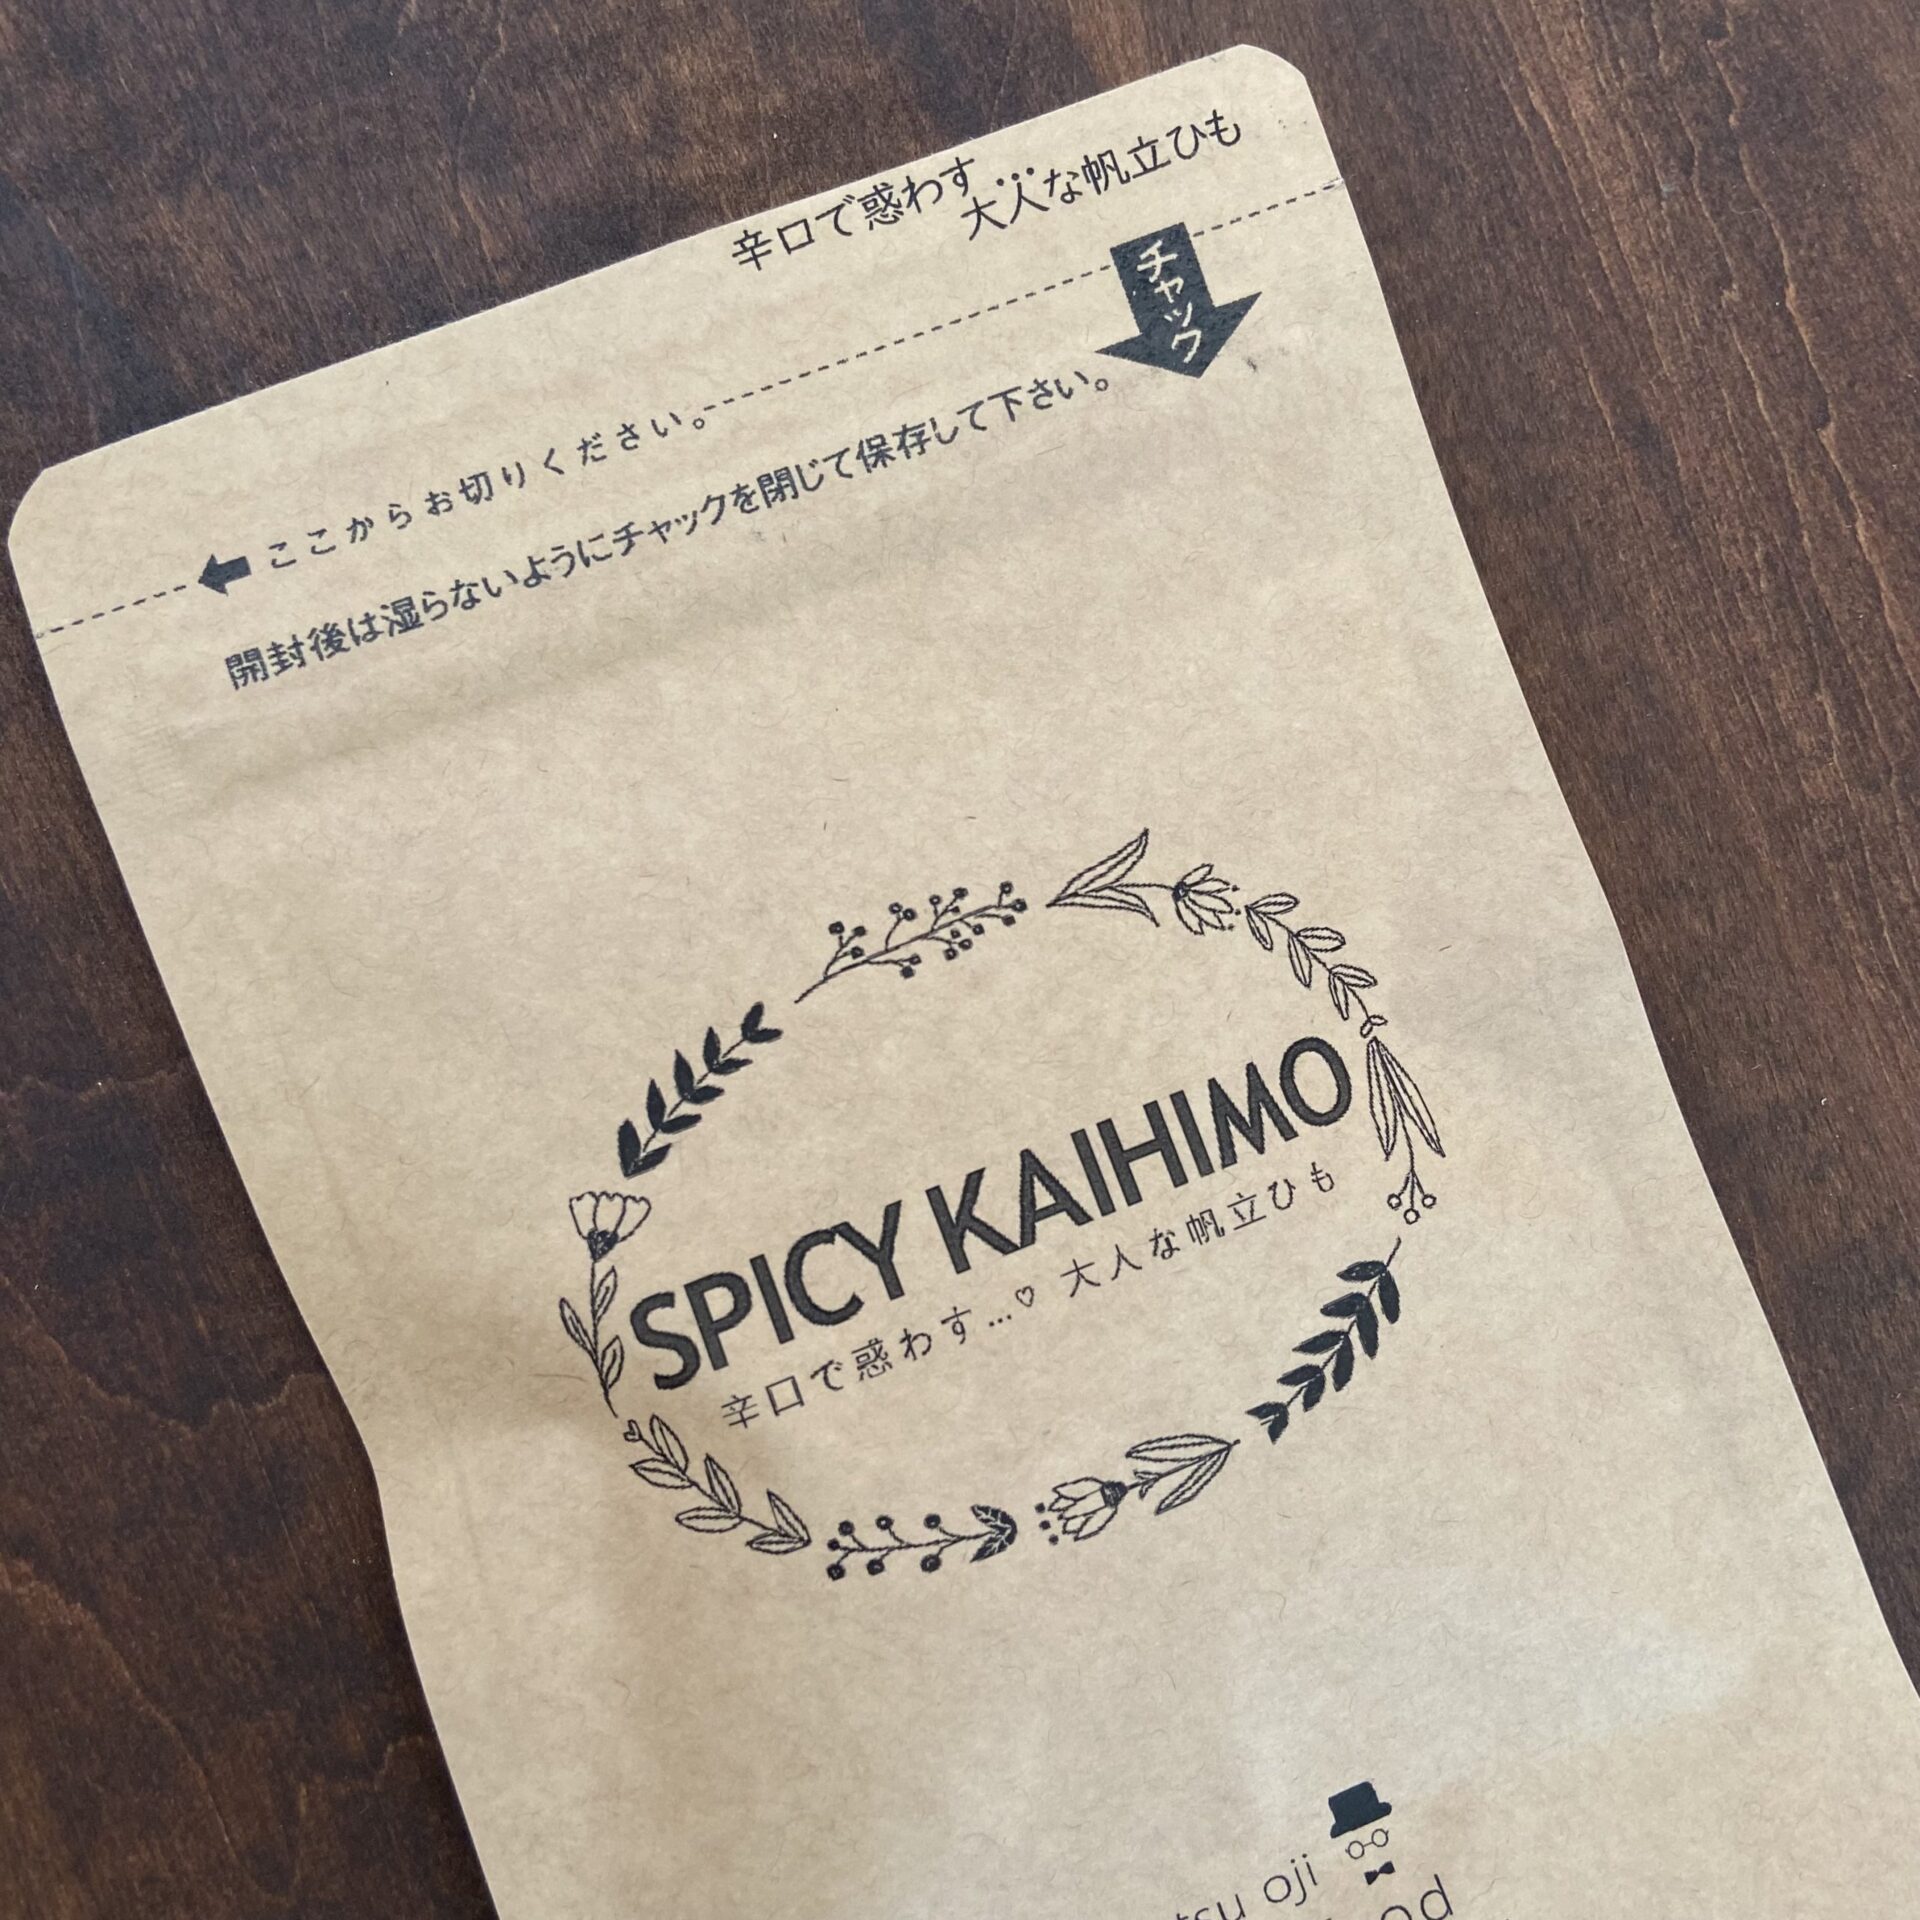 辛口で惑わす…
大人な帆立ひも
チャック
ここからお切りください。
開封後は湿らないようにチャックを閉じて保存して下さい。
SPICY KAIHIMO
辛口で惑わす…♡ 大人な帆立ひも
oji